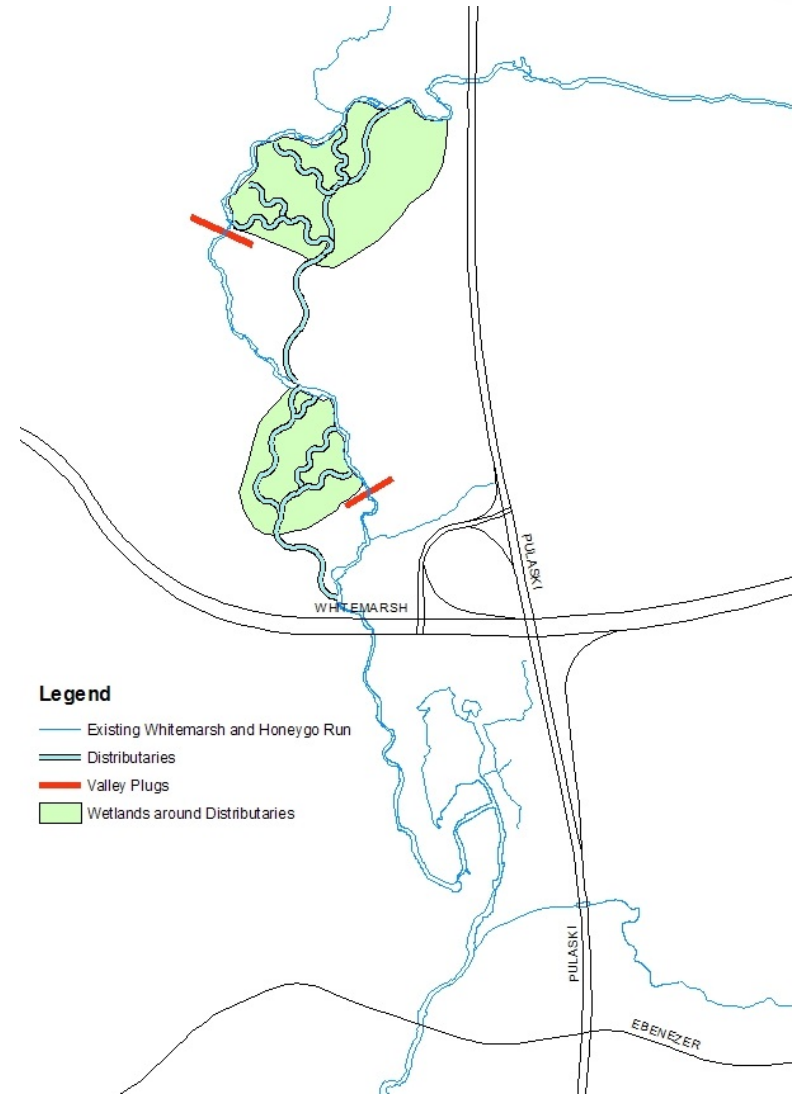 PULASKI
WHITEMARSH
Legend
Existing Whitemarsh and Honeygo Run
Distributaries
Valley Plugs
Wetlands around Distributaries
PULASKI
EBENEZER